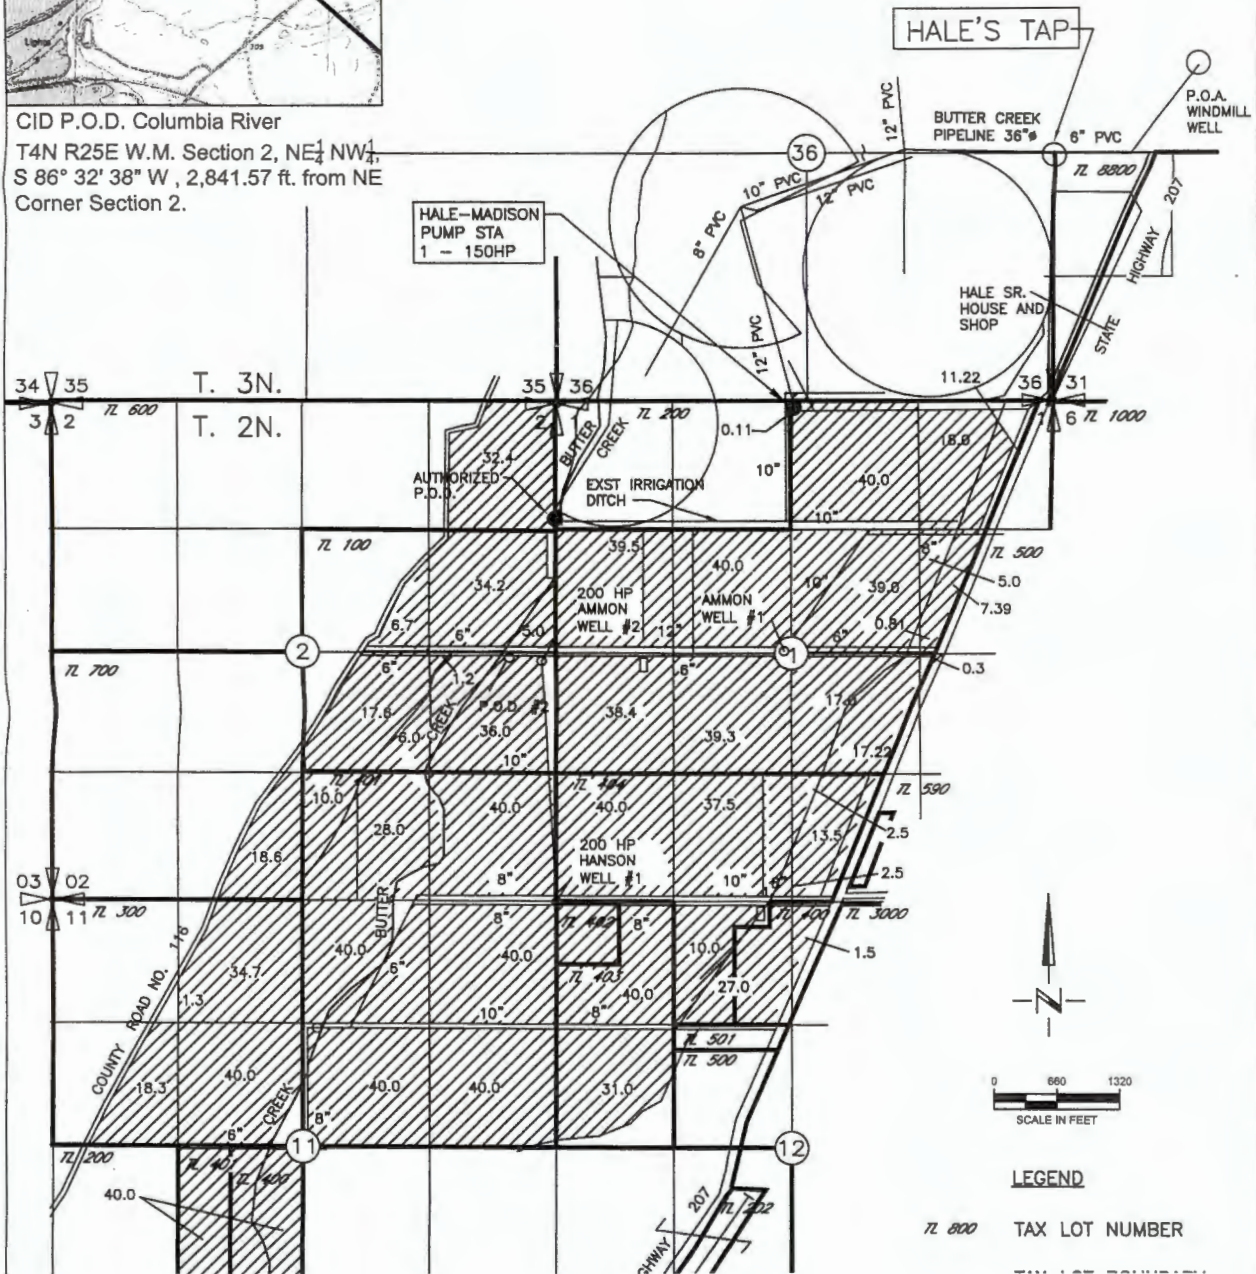 Lights
305
CID P.O.D. Columbia River
T4N R25E W.M. Section 2, NE¼ NW¼,
S 86° 32' 38" W , 2,841.57 ft. from NE
Corner Section 2.
HALE'S TAP
P.O.A.
WINDMILL
WELL
12" PVC
BUTTER CREEK
PIPELINE 36"ø
6" PVC
36
TL 8800
10" PVC
12" PVC
207
HALE-MADISON
PUMP STA
1 - 150HP
8" PVC
HIGHWAY
HALE SR.
HOUSE AND
SHOP
STATE
12" PVC
34 35
T. 3N.
35 36
11.22
36 31
TL 600
TL 200
3 2
T. 2N.
2
0.11
1 6 TL 1000
BUTTER
CREEK
18.0
32.4
10"
AUTHORIZED
P.O.D.
EXST IRRIGATION
DITCH
40.0
10"
TL 100
39.5
8"
TL 500
40.0
34.2
10"
39.0
5.0
200 HP
AMMON
WELL #2
AMMON
WELL #1
7.39
6.7
6"
5.0
12"
6"
0.81
2
1
TL 700
6"
1.2
6"
0.3
17.8
CREEK
P.O.D. #2
38.4
17.0
6.0
36.0
39.3
17.22
10"
TL 401
TL 404
TL 590
10.0
40.0
40.0
37.5
28.0
13.5
2.5
18.6
200 HP
HANSON
WELL #1
03 02
8"
10"
8"
2.5
10 11 TL 300
BUTTER
8"
TL 402
8"
TL 400
TL 3000
COUNTY ROAD NO. 116
40.0
40.0
10.0
1.5
34.7
6"
TL 403
27.0
1.3
40.0
10"
8"
TL 501
TL 500
18.3
40.0
40.0
40.0
31.0
CREEK
0 660 1320
SCALE IN FEET
8"
6"
11
12
TL 200
TL 401
TL 400
LEGEND
40.0
207
TL 202
TL 800 TAX LOT NUMBER
TAX LOT BOUNDARY